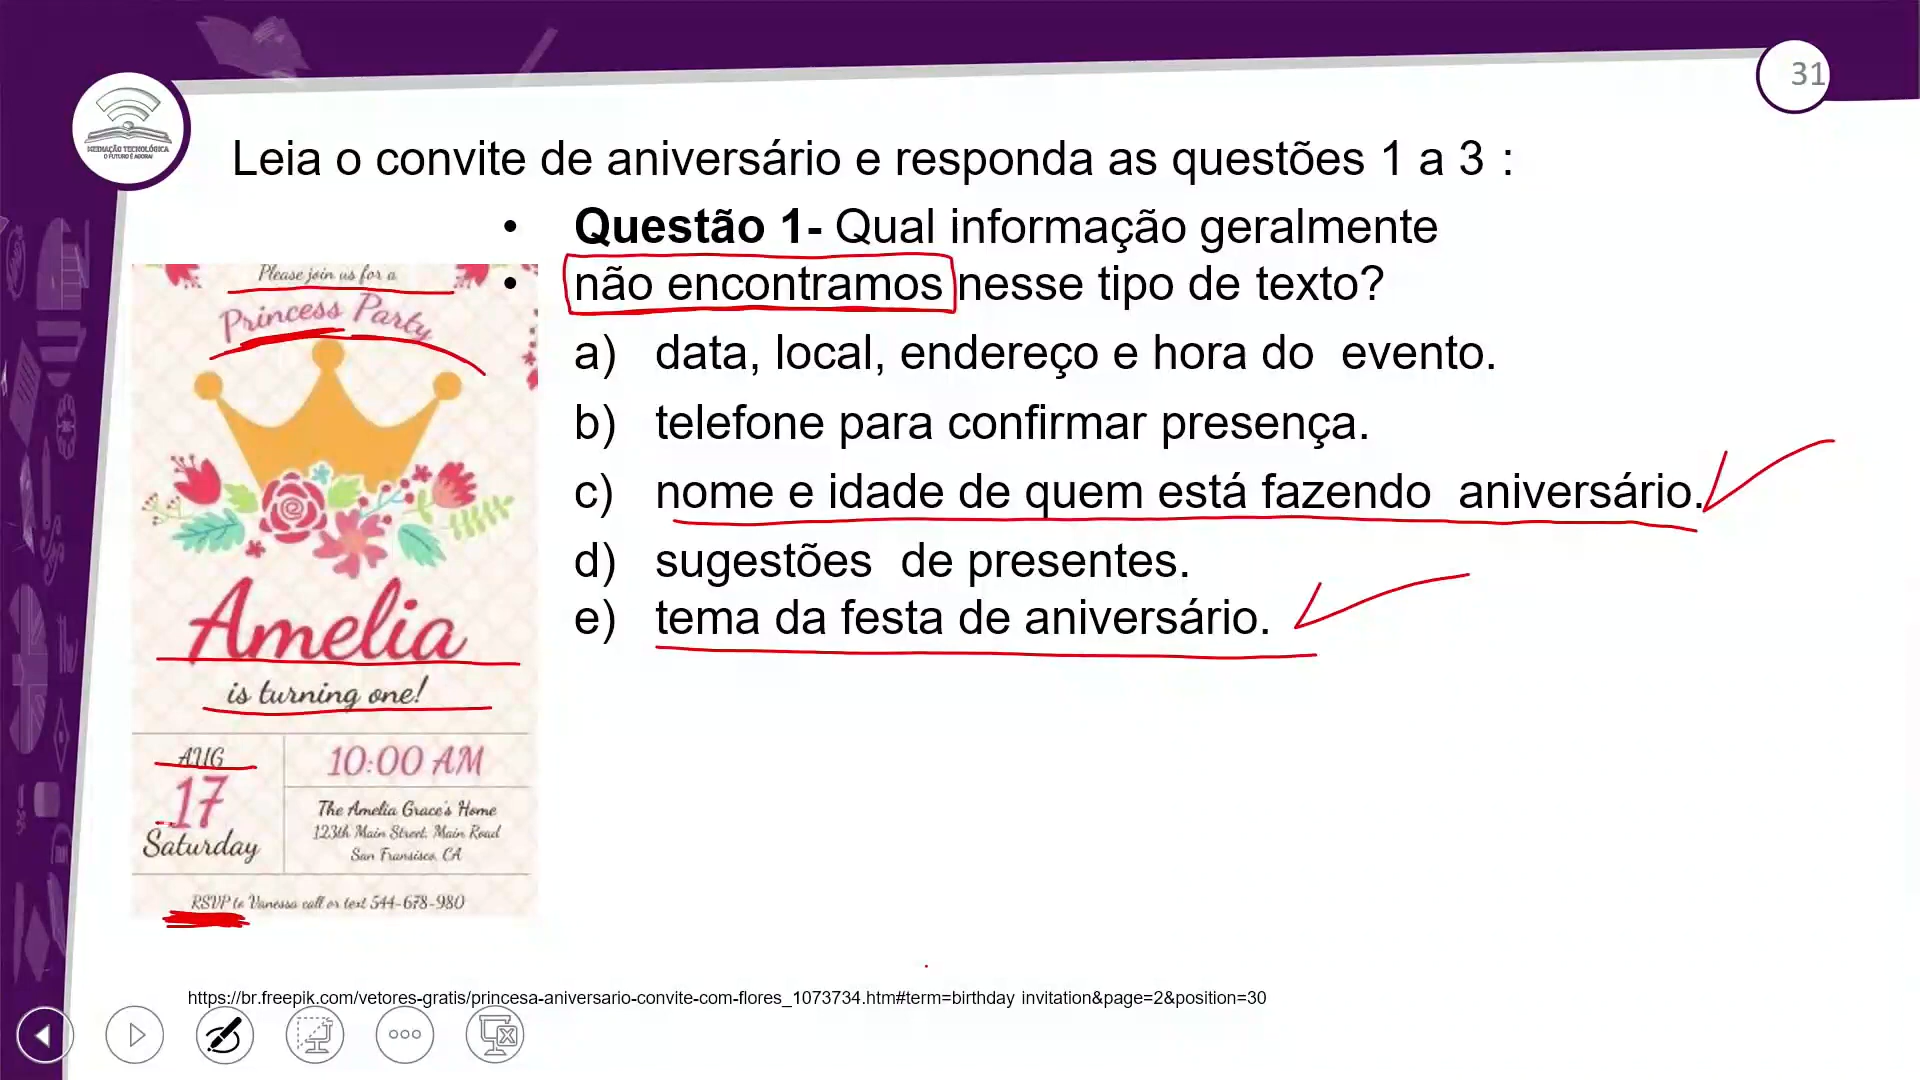 31
MEDIAÇÃO TECNOLÓGICA
O FUTURO É AGORA!
Leia o convite de aniversário e responda as questões 1 a 3 :
• Questão 1- Qual informação geralmente
• não encontramos nesse tipo de texto?
a) data, local, endereço e hora do evento.
b) telefone para confirmar presença.
c) nome e idade de quem está fazendo aniversário.
d) sugestões de presentes.
e) tema da festa de aniversário.
Please join us for a
Princess Party
Amelia
is turning one!
AUG
17
Saturday
10:00 AM
The Amelia Grace's Home
123th Main Street, Main Road
San Fransisco, CA
RSVP to Vanessa call or text 544-678-980
https://br.freepik.com/vetores-gratis/princesa-aniversario-convite-com-flores_1073734.htm#term=birthday invitation&page=2&position=30